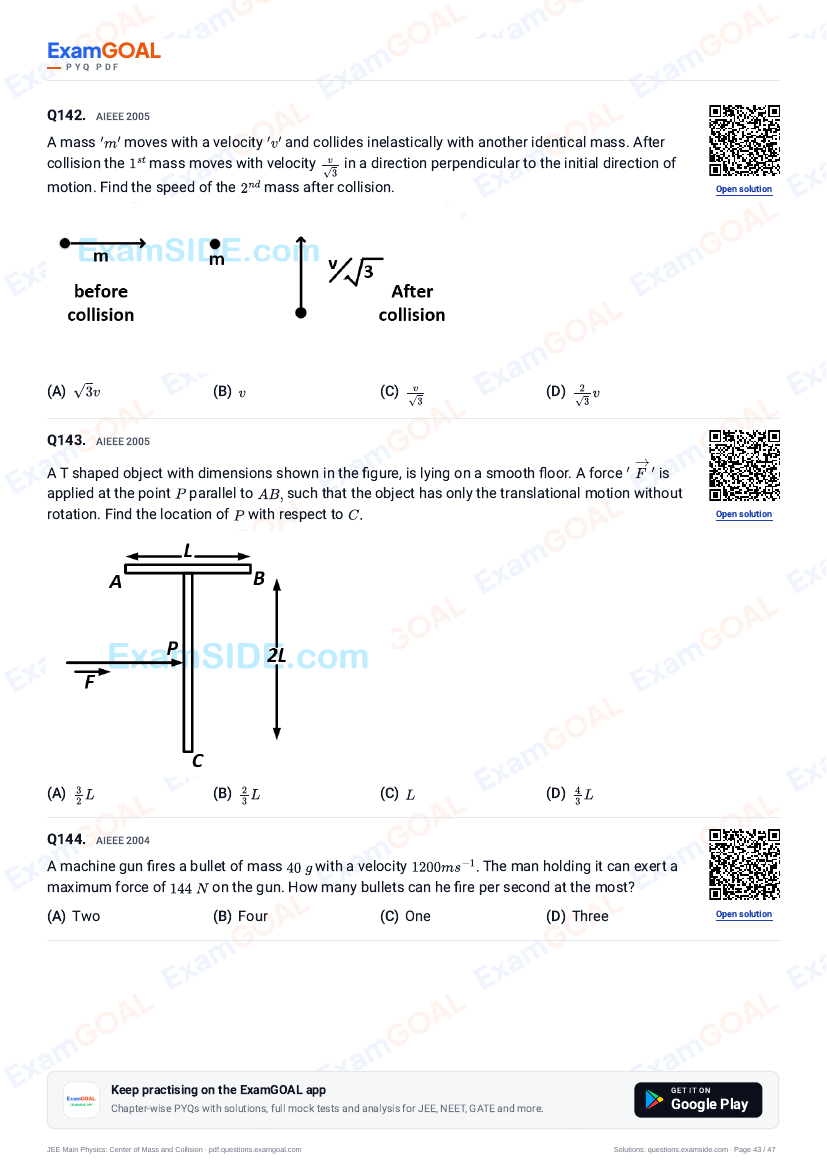 ExamGOAL
PYQ PDF
Q142. AIEEE 2005
A mass 'm' moves with a velocity 'v' and collides inelastically with another identical mass. After
collision the 1st mass moves with velocity v/√3 in a direction perpendicular to the initial direction of
motion. Find the speed of the 2nd mass after collision.
Open solution
ExamSIDE.com
m
m
before
collision
v/√3
After
collision
(A) √3v (B) v (C) v/√3 (D) 2/√3 v
Q143. AIEEE 2005
A T shaped object with dimensions shown in the figure, is lying on a smooth floor. A force ' F⃗ ' is
applied at the point P parallel to AB, such that the object has only the translational motion without
rotation. Find the location of P with respect to C.
Open solution
L
A
B
P
ExamSIDE.com
2L
F
C
(A) 3/2 L (B) 2/3 L (C) L (D) 4/3 L
Q144. AIEEE 2004
A machine gun fires a bullet of mass 40 g with a velocity 1200ms⁻¹. The man holding it can exert a
maximum force of 144 N on the gun. How many bullets can he fire per second at the most?
Open solution
(A) Two (B) Four (C) One (D) Three
Keep practising on the ExamGOAL app
Chapter-wise PYQs with solutions, full mock tests and analysis for JEE, NEET, GATE and more.
GET IT ON
Google Play
JEE Main Physics: Center of Mass and Collision · pdf.questions.examgoal.com
Solutions: questions.examside.com · Page 43 / 47